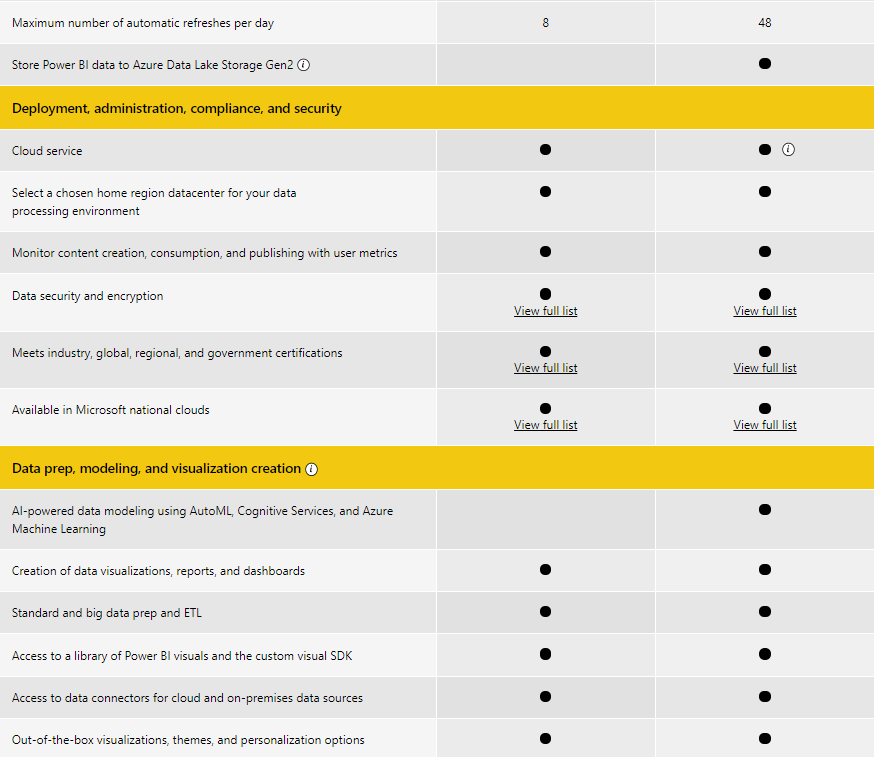 Maximum number of automatic refreshes per day 8 48
Store Power BI data to Azure Data Lake Storage Gen2 i
Deployment, administration, compliance, and security
Cloud service i
Select a chosen home region datacenter for your data
processing environment
Monitor content creation, consumption, and publishing with user metrics
Data security and encryption
View full list View full list
Meets industry, global, regional, and government certifications
View full list View full list
Available in Microsoft national clouds
View full list View full list
Data prep, modeling, and visualization creation i
AI-powered data modeling using AutoML, Cognitive Services, and Azure
Machine Learning
Creation of data visualizations, reports, and dashboards
Standard and big data prep and ETL
Access to a library of Power BI visuals and the custom visual SDK
Access to data connectors for cloud and on-premises data sources
Out-of-the-box visualizations, themes, and personalization options